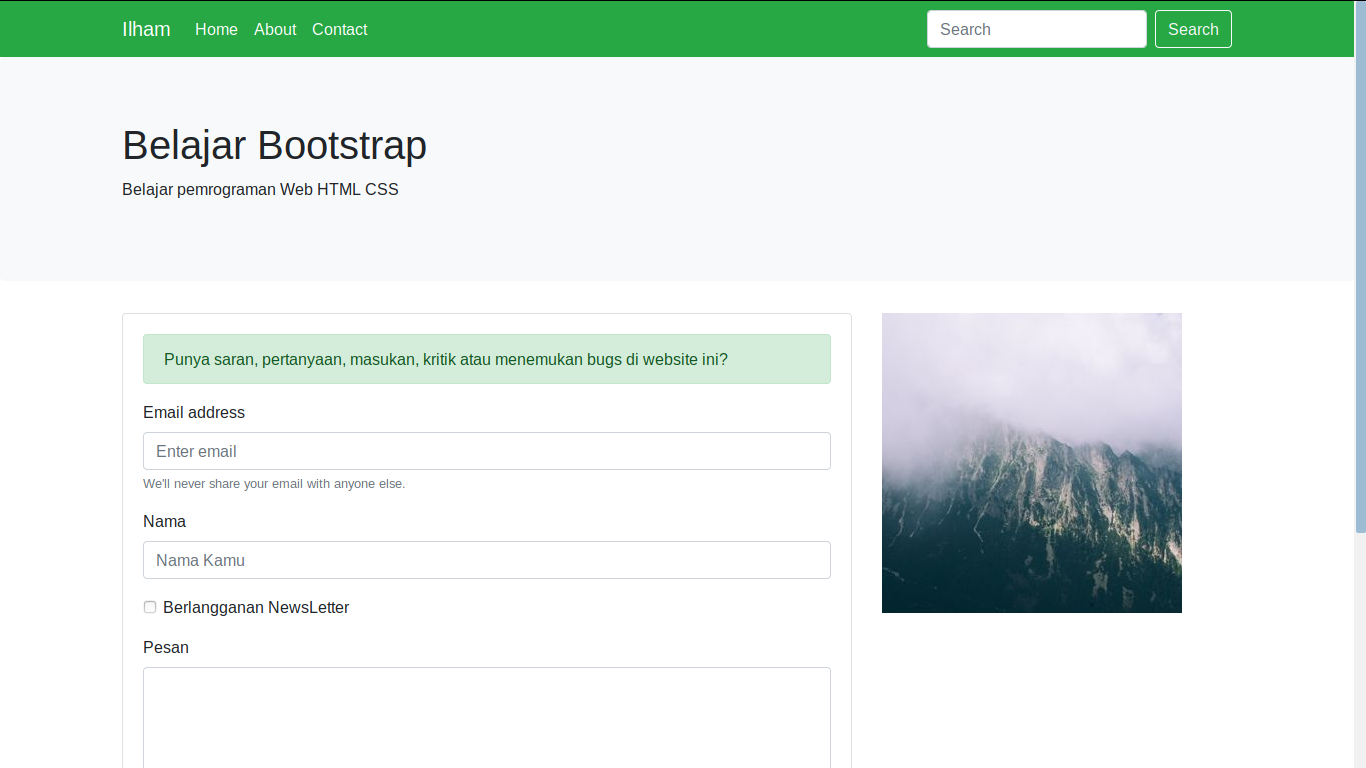 Ilham Home About Contact Search Search
Belajar Bootstrap
Belajar pemrograman Web HTML CSS
Punya saran, pertanyaan, masukan, kritik atau menemukan bugs di website ini?
Email address
Enter email
We'll never share your email with anyone else.
Nama
Nama Kamu
Berlangganan NewsLetter
Pesan